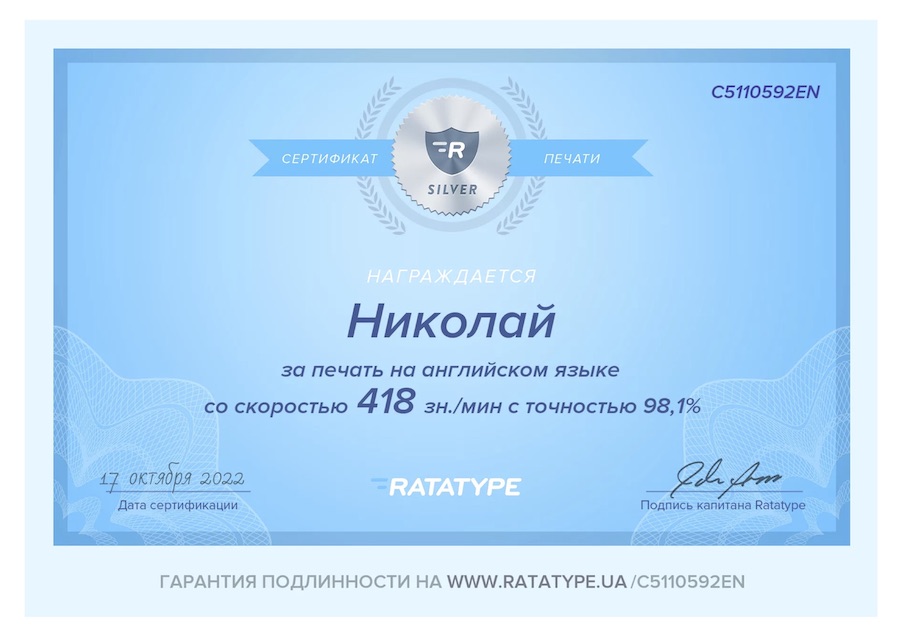 C5110592EN
СЕРТИФИКАТ ПЕЧАТИ
R
SILVER
НАГРАЖДАЕТСЯ
Николай
за печать на английском языке
со скоростью 418 зн./мин с точностью 98,1%
17 октября 2022
Дата сертификации
RATATYPE
Подпись капитана Ratatype
ГАРАНТИЯ ПОДЛИННОСТИ НА WWW.RATATYPE.UA/C5110592EN